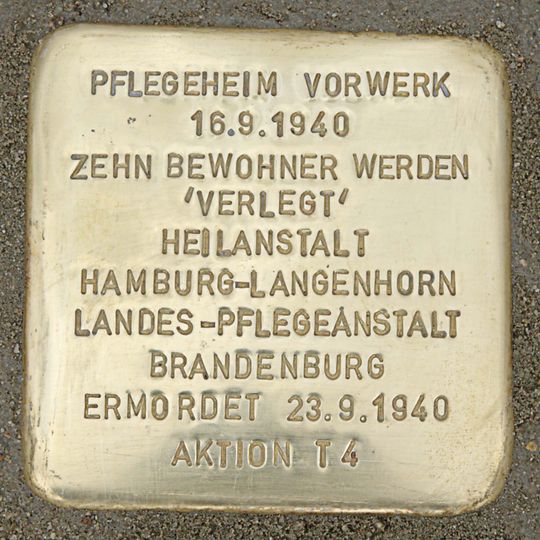 PFLEGEHEIM VORWERK
16.9.1940
ZEHN BEWOHNER WERDEN
'VERLEGT'
HEILANSTALT
HAMBURG-LANGENHORN
LANDES-PFLEGEANSTALT
BRANDENBURG
ERMORDET 23.9.1940
AKTION T4